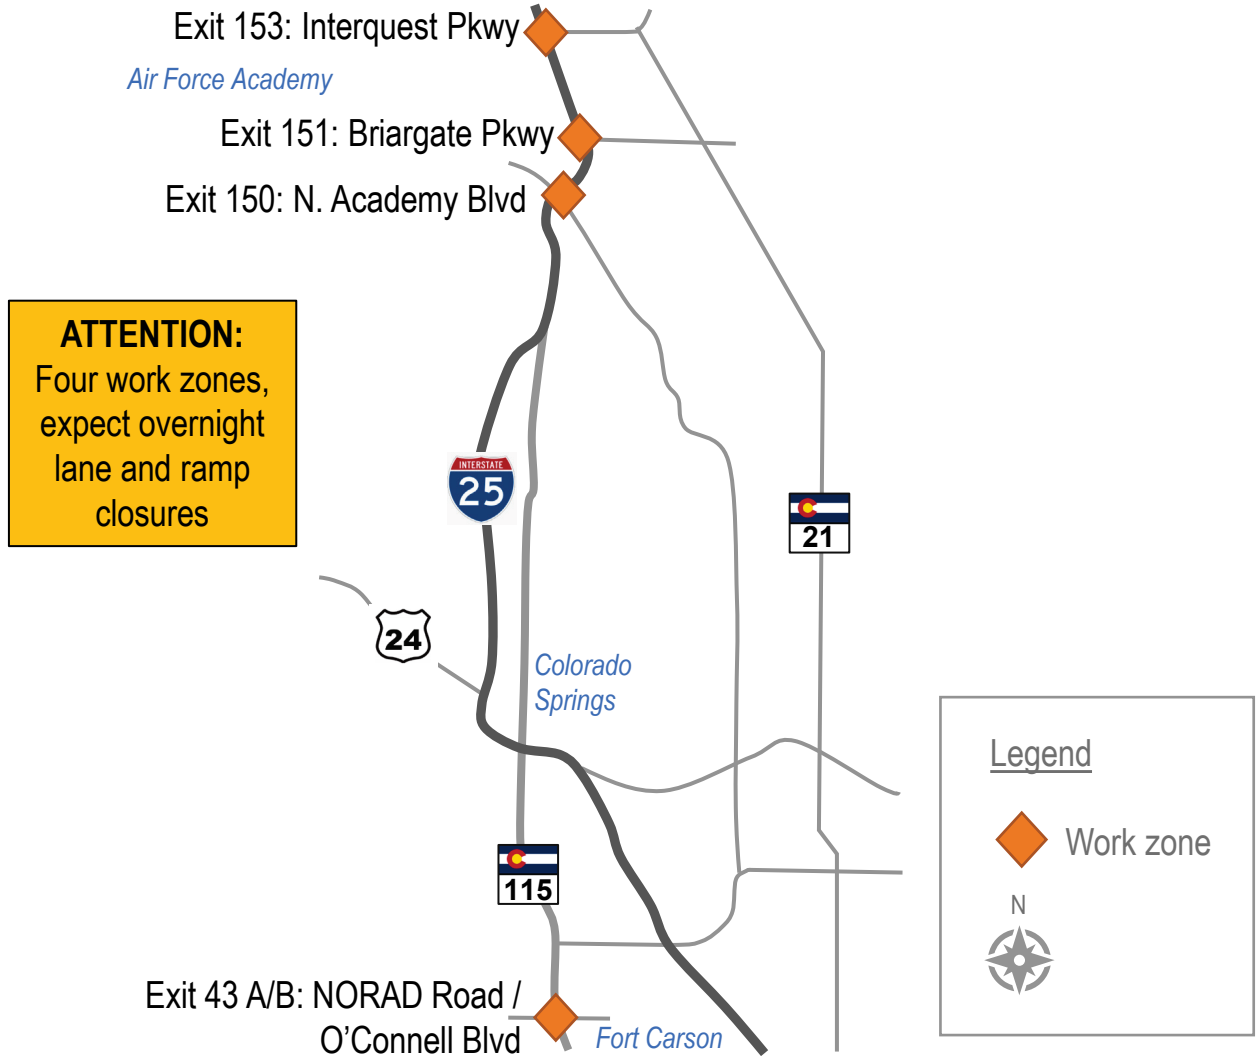 Exit 153: Interquest Pkwy
Air Force Academy
Exit 151: Briargate Pkwy
Exit 150: N. Academy Blvd
ATTENTION:
Four work zones,
expect overnight
lane and ramp
closures
INTERSTATE
25
21
24
Colorado
Springs
115
Exit 43 A/B: NORAD Road /
O'Connell Blvd
Fort Carson
Legend
Work zone
N